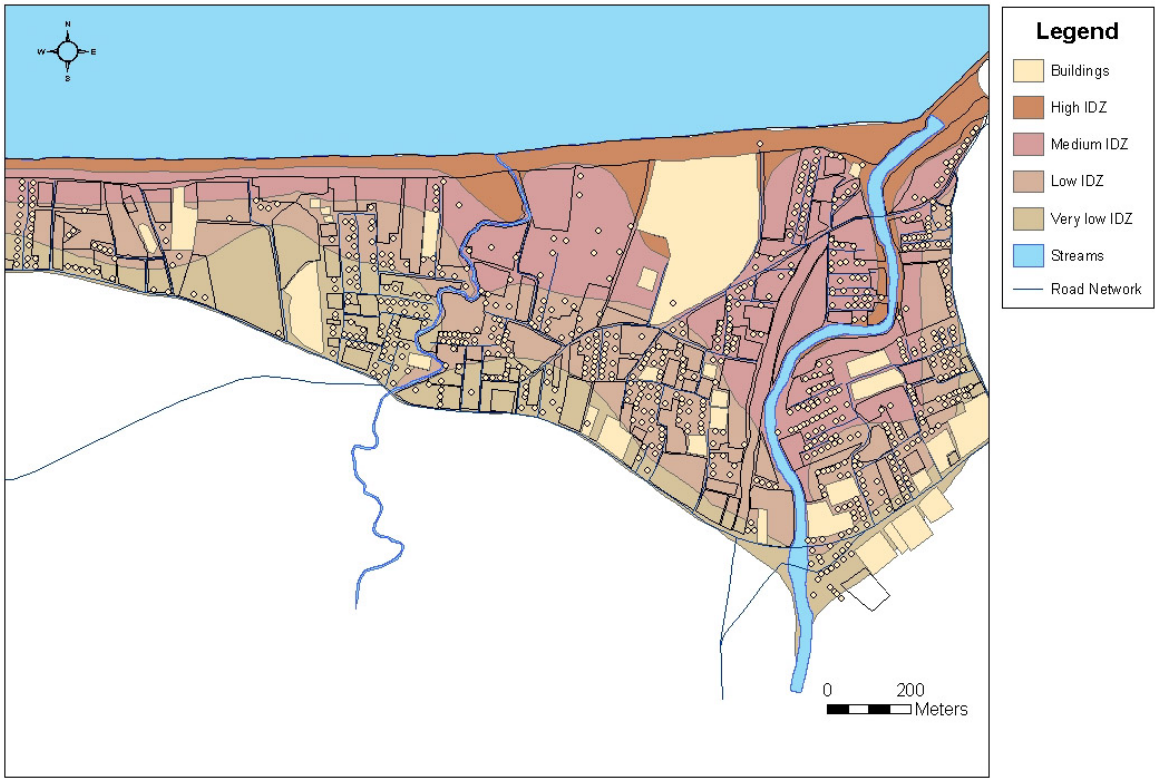 N
W E
S
Legend
Buildings
High IDZ
Medium IDZ
Low IDZ
Very low IDZ
Streams
Road Network
0 200
Meters